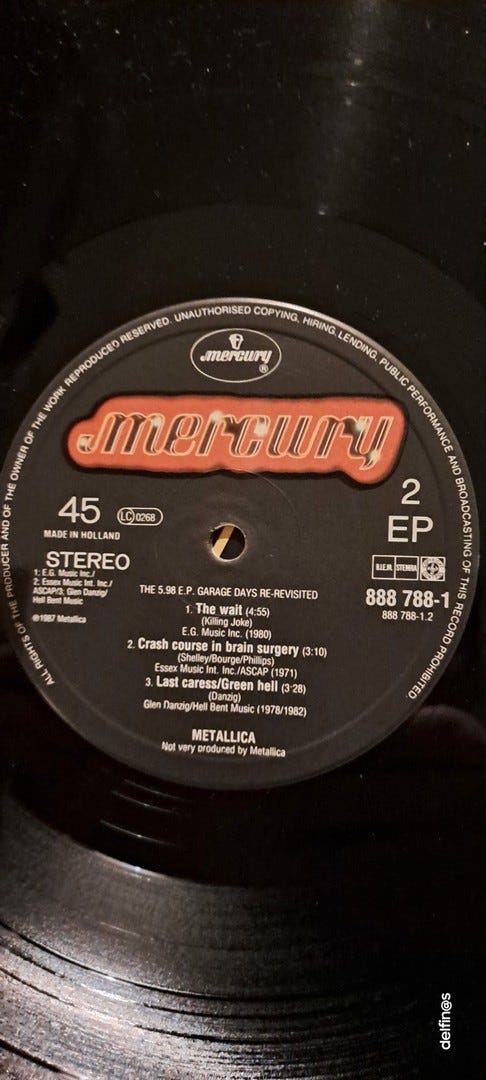 ALL RIGHTS OF THE PRODUCER AND OF THE OWNER OF THE WORK REPRODUCED RESERVED. UNAUTHORISED COPYING, HIRING, LENDING, PUBLIC PERFORMANCE AND BROADCASTING OF THIS RECORD PROHIBITED.
mercury
®
mercury
45
LC 0268
2
EP
MADE IN HOLLAND
STEREO
B.I.E.M. STEMRA
1: E.G. Music Inc./
2: Essex Music Int. Inc./
ASCAP/3: Glen Danzig/
Hell Bent Music
℗1987 Metallica
888 788-1
888 788-1.2
THE 5.98 E.P. GARAGE DAYS RE-REVISITED
1. The wait (4:55)
(Killing Joke)
E.G. Music Inc. (1980)
2. Crash course in brain surgery (3:10)
(Shelley/Bourge/Phillips)
Essex Music Int. Inc./ASCAP (1971)
3. Last caress/Green hell (3:28)
(Danzig)
Glen Danzig/Hell Bent Music (1978/1982)
METALLICA
Not very produced by Metallica
delfin@s